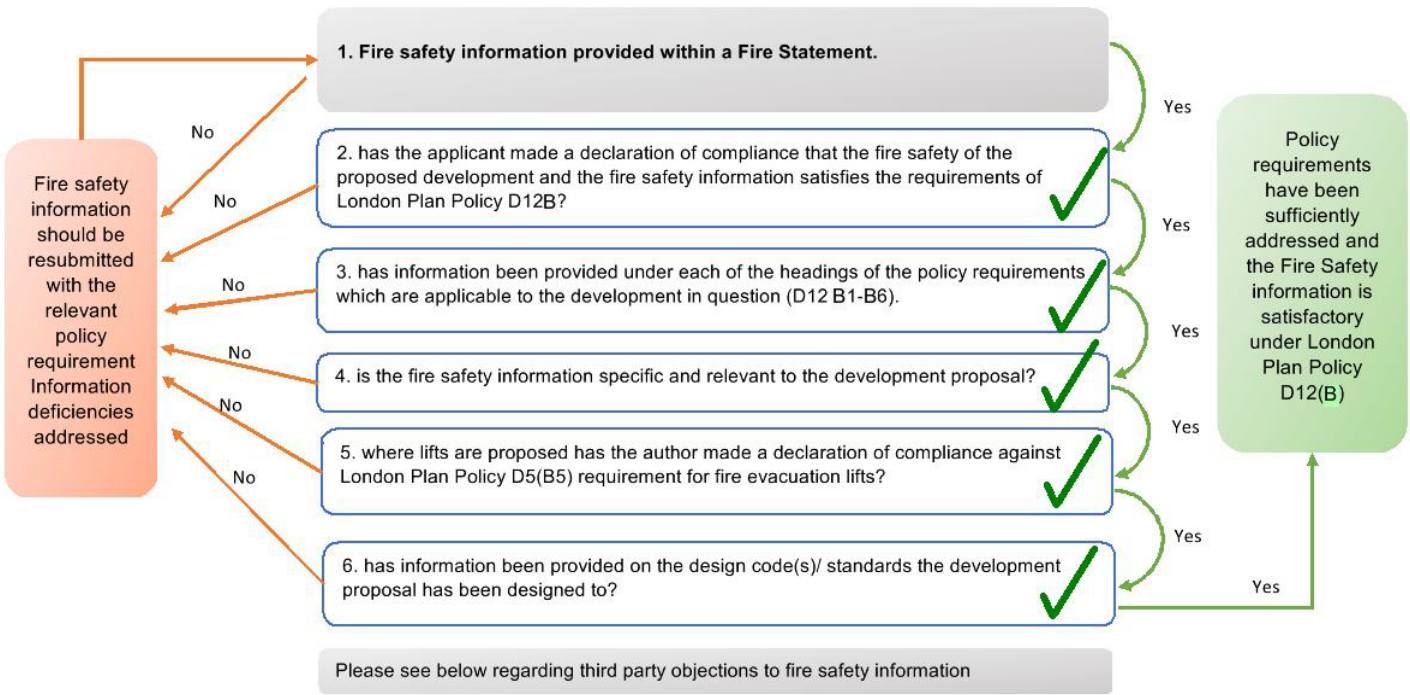 1. Fire safety information provided within a Fire Statement.
Yes
No
2. has the applicant made a declaration of compliance that the fire safety of the
proposed development and the fire safety information satisfies the requirements of
London Plan Policy D12B?
No
Yes
3. has information been provided under each of the headings of the policy requirements
which are applicable to the development in question (D12 B1-B6).
No
Yes
4. is the fire safety information specific and relevant to the development proposal?
No
Yes
5. where lifts are proposed has the author made a declaration of compliance against
London Plan Policy D5(B5) requirement for fire evacuation lifts?
No
Yes
6. has information been provided on the design code(s)/ standards the development
proposal has been designed to?
No
Yes
Fire safety
information
should be
resubmitted
with the
relevant
policy
requirement
Information
deficiencies
addressed
Policy
requirements
have been
sufficiently
addressed and
the Fire Safety
information is
satisfactory
under London
Plan Policy
D12(B)
Please see below regarding third party objections to fire safety information